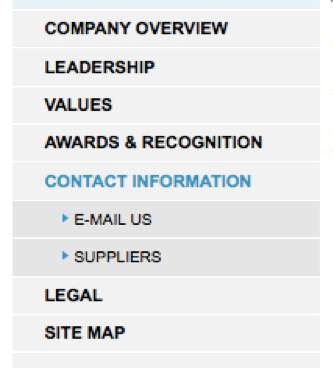 COMPANY OVERVIEW
LEADERSHIP
VALUES
AWARDS & RECOGNITION
CONTACT INFORMATION
E-MAIL US
SUPPLIERS
LEGAL
SITE MAP